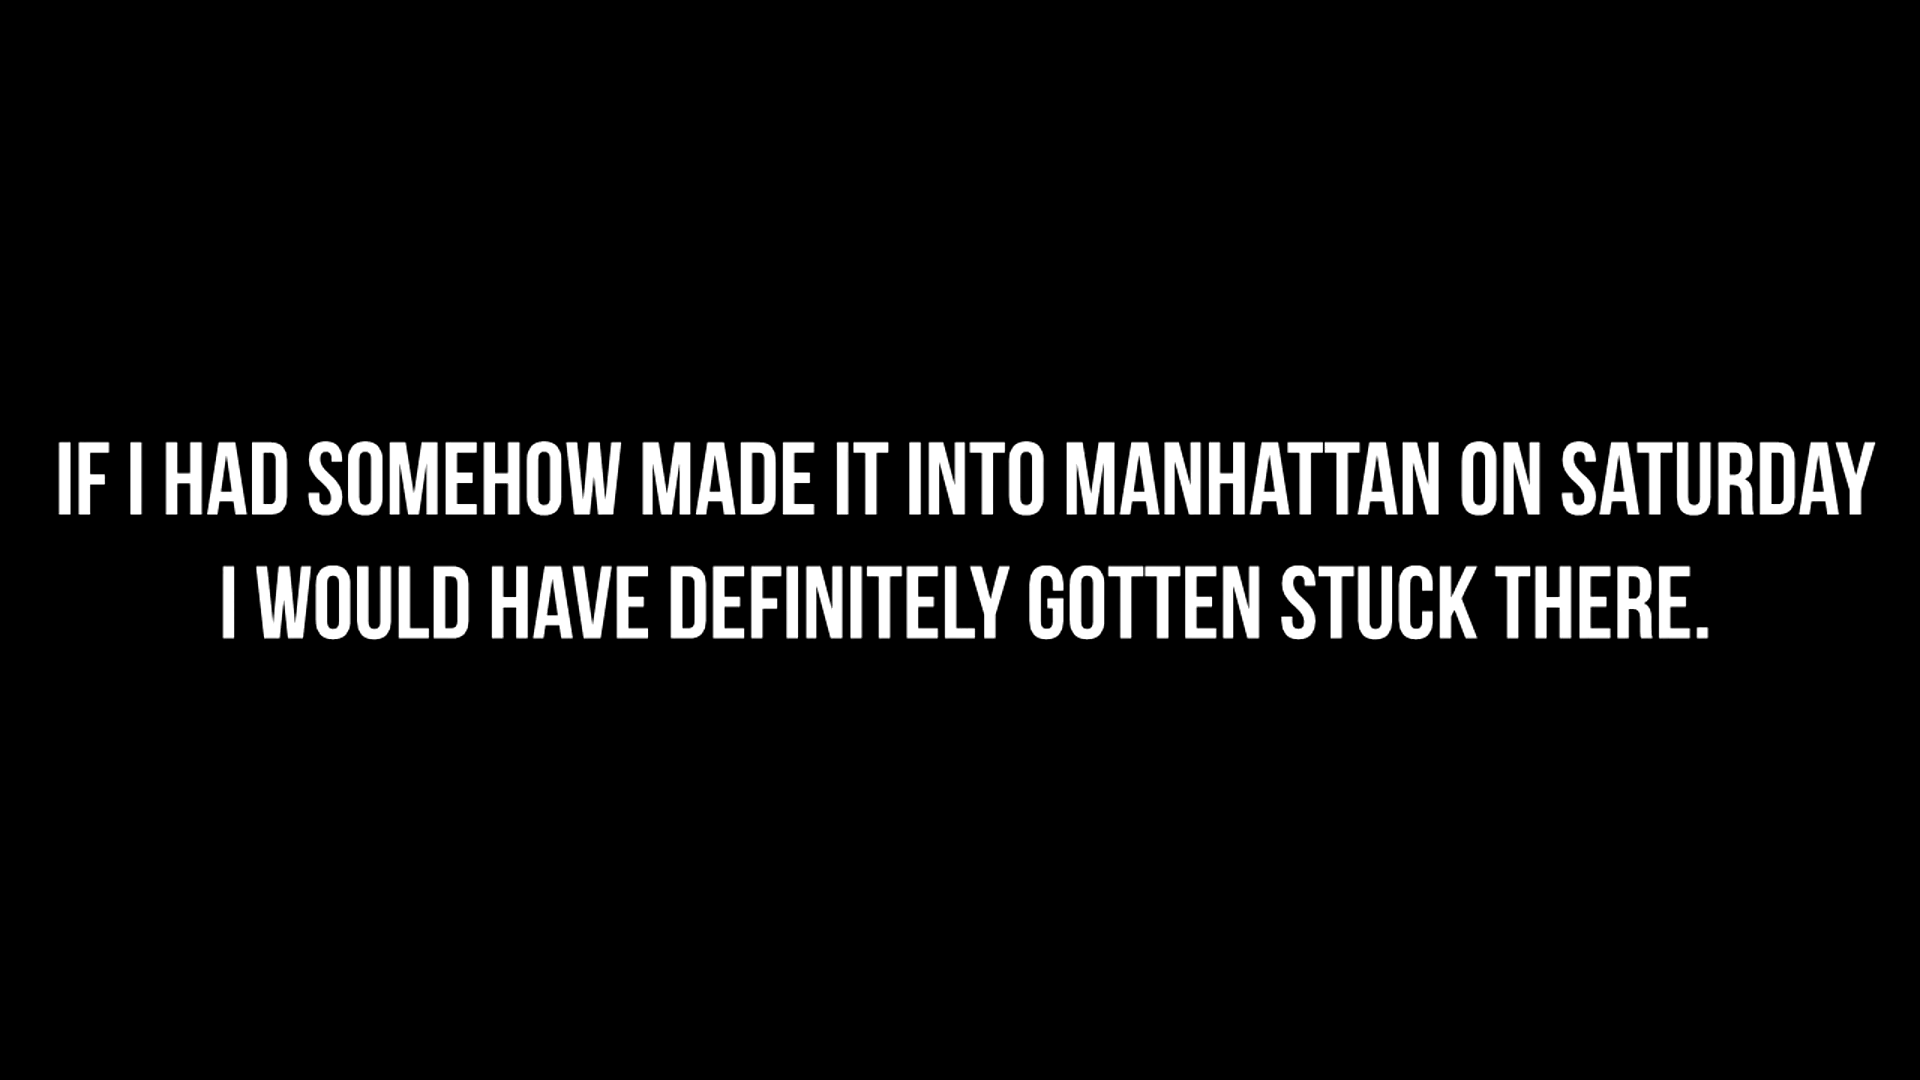 IF I HAD SOMEHOW MADE IT INTO MANHATTAN ON SATURDAY
I WOULD HAVE DEFINITELY GOTTEN STUCK THERE.